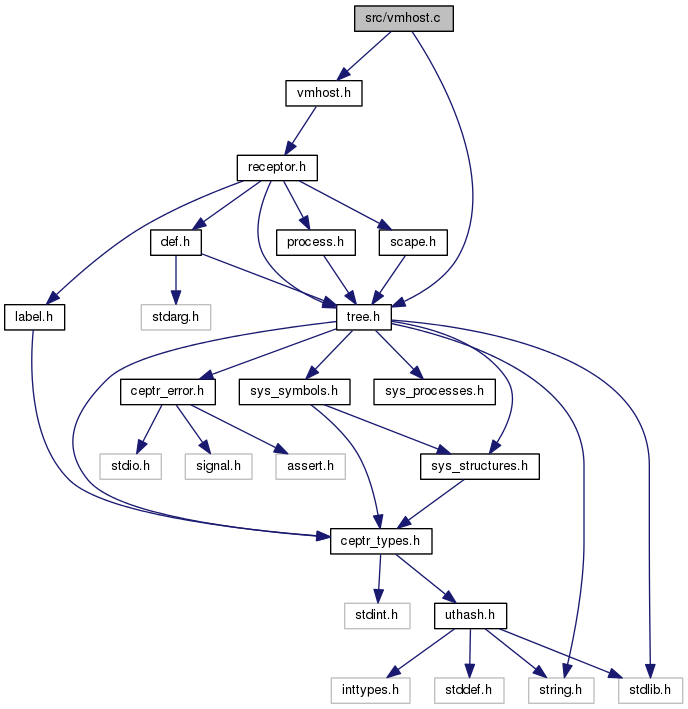 src/vmhost.c
vmhost.h
receptor.h
def.h
process.h
scape.h
label.h
stdarg.h
tree.h
ceptr_error.h
sys_symbols.h
sys_processes.h
stdio.h
signal.h
assert.h
sys_structures.h
ceptr_types.h
stdint.h
uthash.h
inttypes.h
stddef.h
string.h
stdlib.h